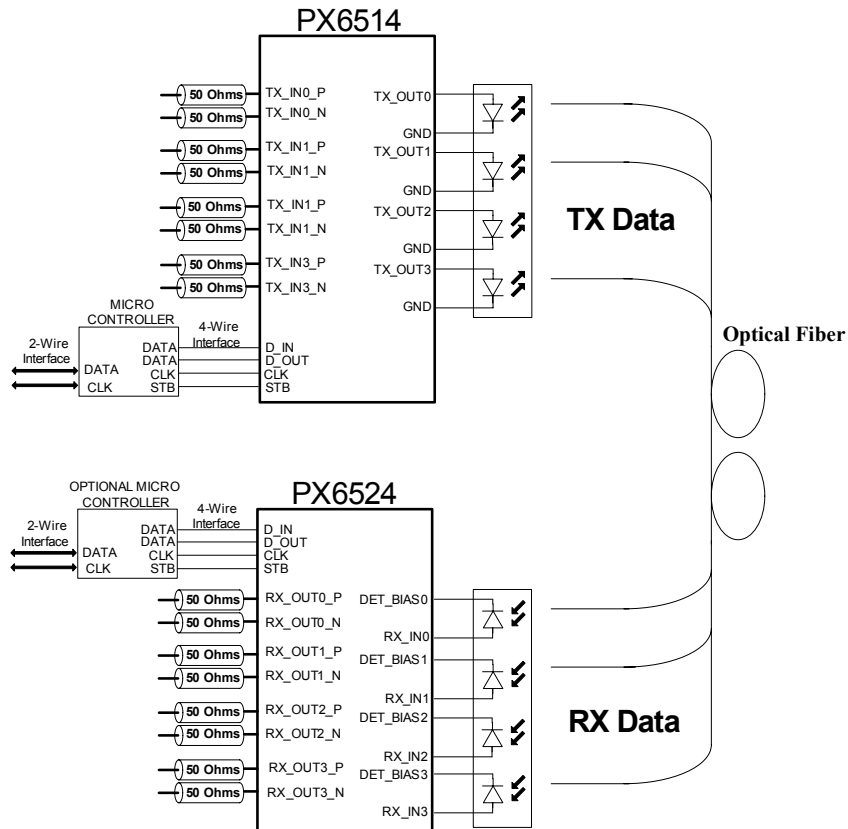 PX6514
50 Ohms TX_IN0_P
50 Ohms TX_IN0_N
50 Ohms TX_IN1_P
50 Ohms TX_IN1_N
50 Ohms TX_IN1_P
50 Ohms TX_IN1_N
50 Ohms TX_IN3_P
50 Ohms TX_IN3_N
TX_OUT0
GND
TX_OUT1
GND
TX_OUT2
GND
TX_OUT3
GND
TX Data
MICRO
CONTROLLER
2-Wire
Interface
DATA
CLK
DATA
DATA
CLK
STB
4-Wire
Interface
D_IN
D_OUT
CLK
STB
Optical Fiber
PX6524
OPTIONAL MICRO
CONTROLLER
2-Wire
Interface
DATA
CLK
DATA
DATA
CLK
STB
4-Wire
Interface
D_IN
D_OUT
CLK
STB
50 Ohms RX_OUT0_P
50 Ohms RX_OUT0_N
50 Ohms RX_OUT1_P
50 Ohms RX_OUT1_N
50 Ohms RX_OUT2_P
50 Ohms RX_OUT2_N
50 Ohms RX_OUT3_P
50 Ohms RX_OUT3_N
DET_BIAS0
RX_IN0
DET_BIAS1
RX_IN1
DET_BIAS2
RX_IN2
DET_BIAS3
RX_IN3
RX Data